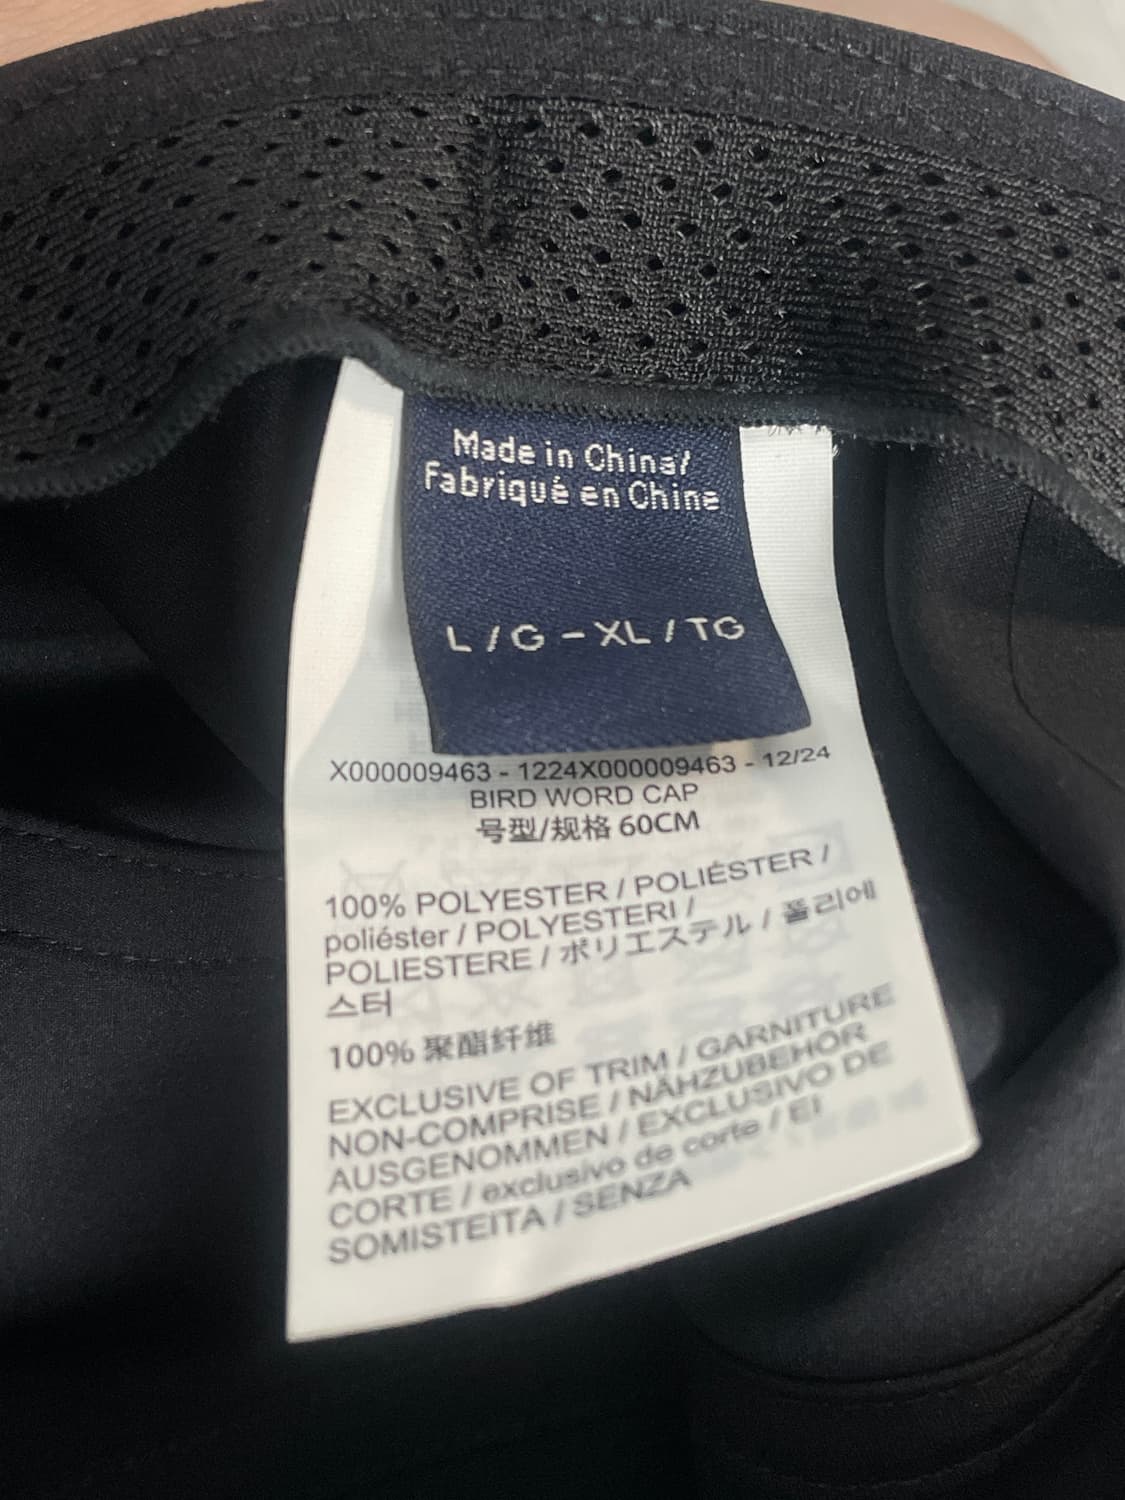 Made in China/
Fabriqué en Chine
L / G - XL / TG
X000009463 - 1224X000009463 - 12/24
BIRD WORD CAP
号型/规格 60CM
100% POLYESTER / POLIÉSTER /
poliéster / POLYESTERI /
POLIESTERE / ポリエステル / 폴리에
스터
100% 聚酯纤维
EXCLUSIVE OF TRIM / GARNITURE
NON-COMPRISE / NÄHZUBEHÖR
AUSGENOMMEN / EXCLUSIVO DE
CORTE / exclusivo de corte / EI
SOMISTEITA / SENZA